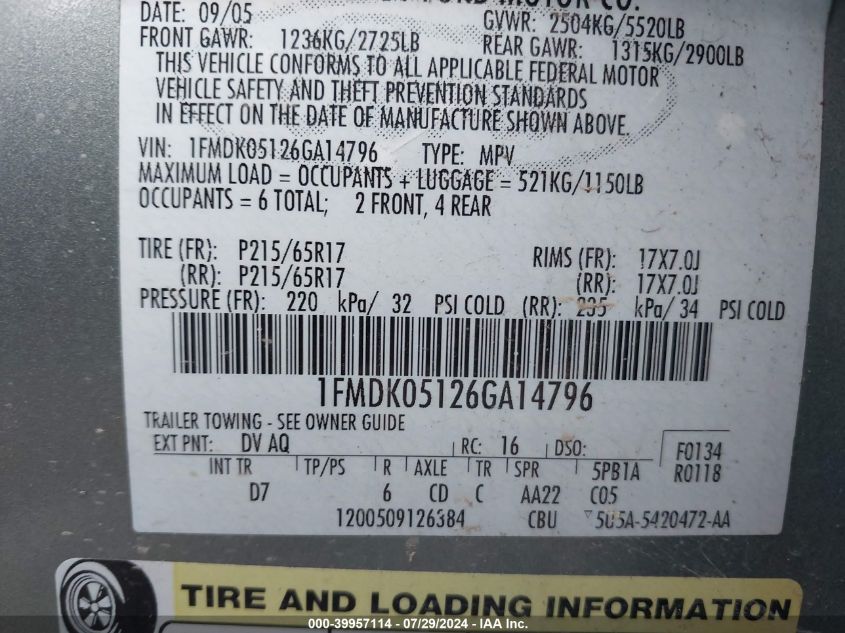 FORD MOTOR CO.
DATE: 09/05 GVWR: 2504KG/5520LB
FRONT GAWR: 1236KG/2725LB REAR GAWR: 1315KG/2900LB
THIS VEHICLE CONFORMS TO ALL APPLICABLE FEDERAL MOTOR
VEHICLE SAFETY AND THEFT PREVENTION STANDARDS
IN EFFECT ON THE DATE OF MANUFACTURE SHOWN ABOVE.
VIN: 1FMDK05126GA14796 TYPE: MPV
MAXIMUM LOAD = OCCUPANTS + LUGGAGE = 521KG/1150LB
OCCUPANTS = 6 TOTAL; 2 FRONT, 4 REAR
TIRE (FR): P215/65R17 RIMS (FR): 17X7.0J
(RR): P215/65R17 (RR): 17X7.0J
PRESSURE (FR): 220 kPa/ 32 PSI COLD (RR): 235 kPa/ 34 PSI COLD
1FMDK05126GA14796
TRAILER TOWING - SEE OWNER GUIDE
EXT PNT: DV AQ RC: 16 DSO: F0134
INT TR TP/PS R AXLE TR SPR 5PB1A R0118
D7 6 CD C AA22 C05
1200509126384 CBU ▽5U5A-5420472-AA
TIRE AND LOADING INFORMATION
000-39957114 - 07/29/2024 - IAA, Inc.